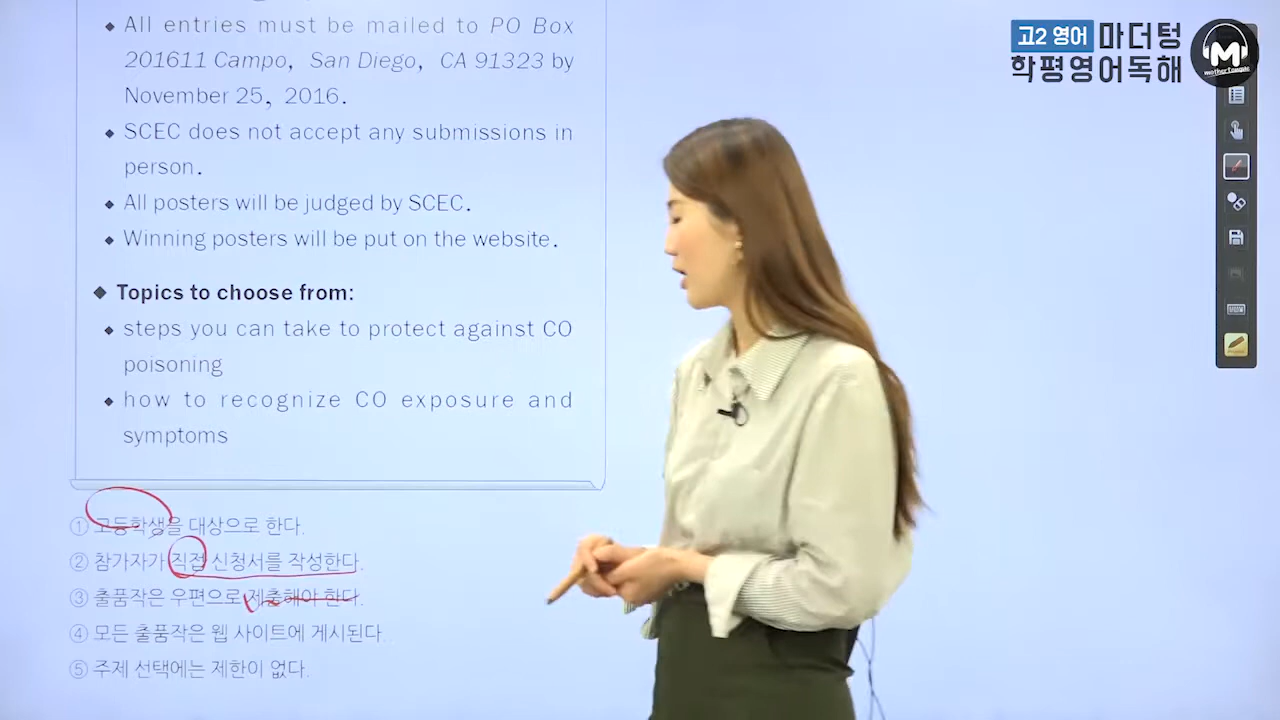 All entries must be mailed to PO Box
201611 Campo, San Diego, CA 91323 by
November 25, 2016.
SCEC does not accept any submissions in
person.
All posters will be judged by SCEC.
Winning posters will be put on the website.
Topics to choose from:
steps you can take to protect against CO
poisoning
how to recognize CO exposure and
symptoms
① 고등학생을 대상으로 한다.
② 참가자가 직접 신청서를 작성한다.
③ 출품작은 우편으로 제출해야 한다.
④ 모든 출품작은 웹 사이트에 게시된다.
⑤ 주제 선택에는 제한이 없다.
고2 영어 마더텅
학평영어독해
M
mother tongue